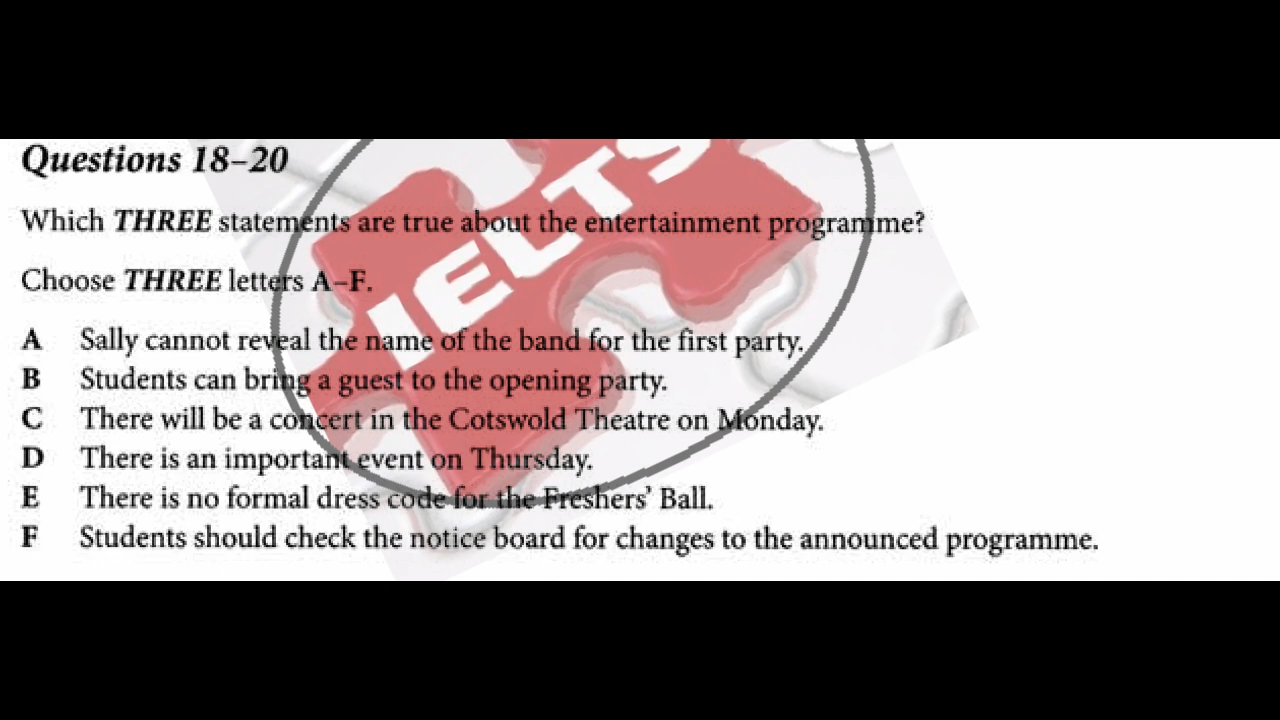 Questions 18–20
IELTS
Which THREE statements are true about the entertainment programme?
Choose THREE letters A–F.
A Sally cannot reveal the name of the band for the first party.
B Students can bring a guest to the opening party.
C There will be a concert in the Cotswold Theatre on Monday.
D There is an important event on Thursday.
E There is no formal dress code for the Freshers' Ball.
F Students should check the notice board for changes to the announced programme.